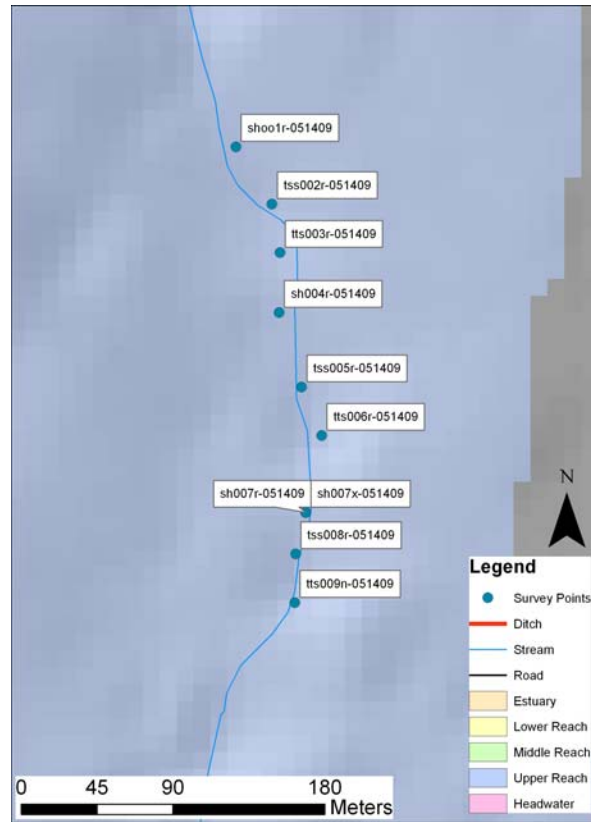 shoo1r-051409
tss002r-051409
tts003r-051409
sh004r-051409
tss005r-051409
tts006r-051409
sh007r-051409
sh007x-051409
tss008r-051409
tts009n-051409
N
Legend
Survey Points
Ditch
Stream
Road
Estuary
Lower Reach
Middle Reach
Upper Reach
Headwater
0 45 90 180
Meters